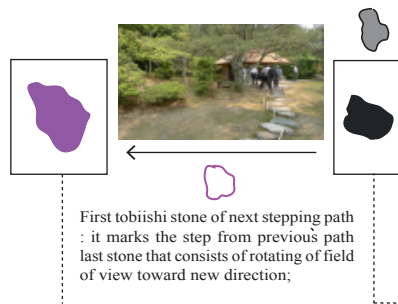 First tobiishi stone of next stepping path
: it marks the step from previous path
last stone that consists of rotating of field
of view toward new direction;